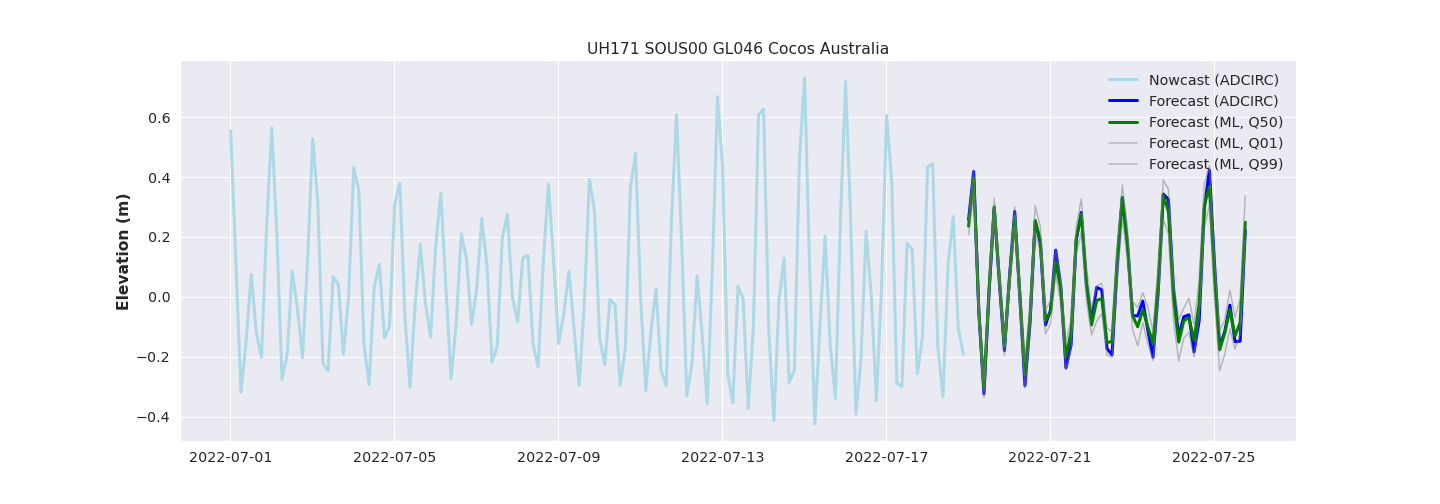 UH171 SOUS00 GL046 Cocos Australia
Nowcast (ADCIRC)
Forecast (ADCIRC)
Forecast (ML, Q50)
Forecast (ML, Q01)
Forecast (ML, Q99)
Elevation (m)
0.6
0.4
0.2
0.0
−0.2
−0.4
2022-07-01 2022-07-05 2022-07-09 2022-07-13 2022-07-17 2022-07-21 2022-07-25